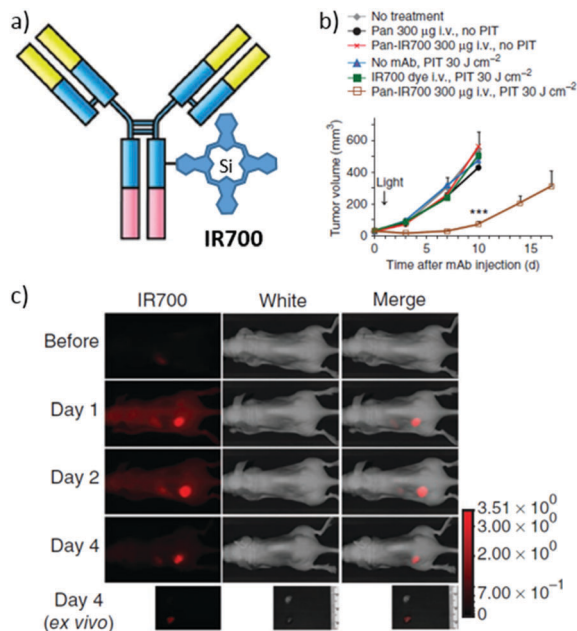 a)
Si
IR700
b)
No treatment
Pan 300 µg i.v., no PIT
Pan-IR700 300 µg i.v., no PIT
No mAb, PIT 30 J cm⁻²
IR700 dye i.v., PIT 30 J cm⁻²
Pan-IR700 300 µg i.v., PIT 30 J cm⁻²
Tumor volume (mm³)
600
400
200
0
Light
***
0 5 10 15
Time after mAb injection (d)
c)
IR700 White Merge
Before
Day 1
Day 2
Day 4
Day 4
(ex vivo)
3.51 × 10⁰
3.00 × 10⁰
2.00 × 10⁰
7.00 × 10⁻¹
0